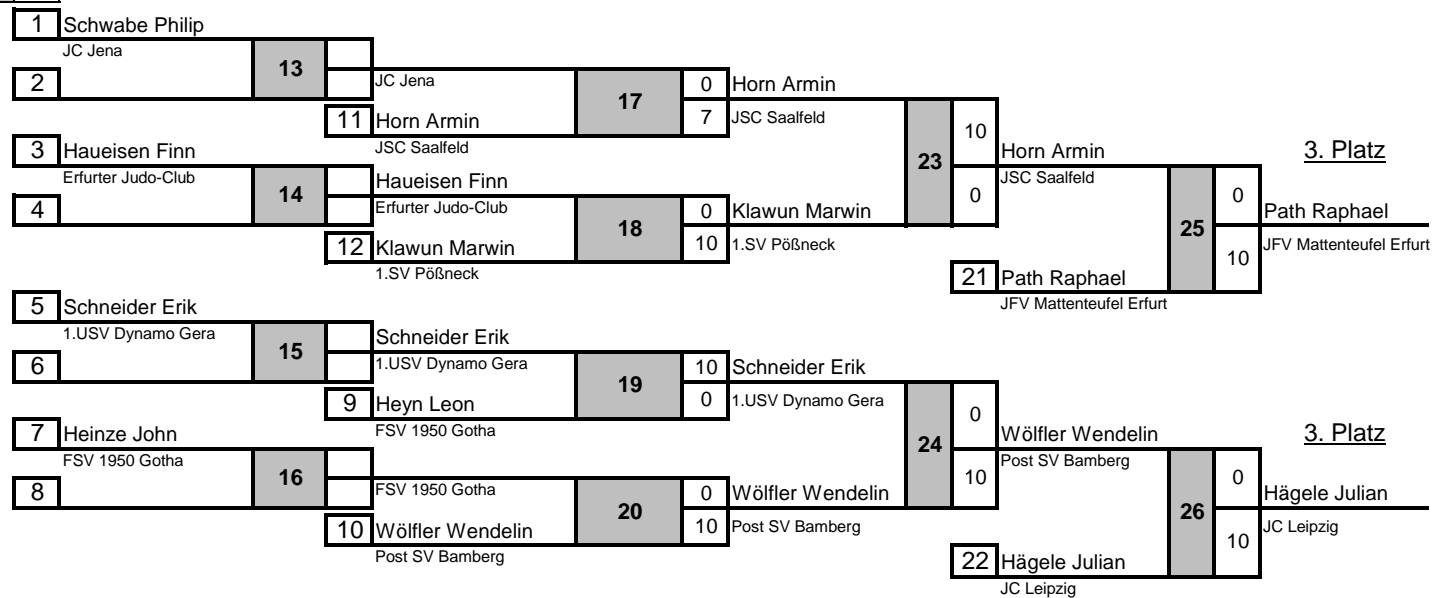 1 Schwabe Philip
JC Jena
13
2
JC Jena
17
0 Horn Armin
7 JSC Saalfeld
11 Horn Armin
JSC Saalfeld
23
10
0
Horn Armin
JSC Saalfeld
3. Platz
3 Haueisen Finn
Erfurter Judo-Club
14
4
Haueisen Finn
Erfurter Judo-Club
18
0 Klawun Marwin
10 1.SV Pößneck
12 Klawun Marwin
1.SV Pößneck
25
0
10
Path Raphael
JFV Mattenteufel Erfurt
21 Path Raphael
JFV Mattenteufel Erfurt
5 Schneider Erik
1.USV Dynamo Gera
15
6
Schneider Erik
1.USV Dynamo Gera
19
10 Schneider Erik
0 1.USV Dynamo Gera
9 Heyn Leon
FSV 1950 Gotha
24
0
10
Wölfler Wendelin
Post SV Bamberg
3. Platz
7 Heinze John
FSV 1950 Gotha
16
8
FSV 1950 Gotha
20
0 Wölfler Wendelin
10 Post SV Bamberg
10 Wölfler Wendelin
Post SV Bamberg
26
0
10
Hägele Julian
JC Leipzig
22 Hägele Julian
JC Leipzig